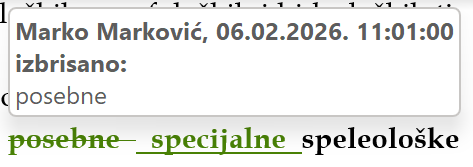 Marko Marković, 06.02.2026. 11:01:00
izbrisano:
posebne
posebne specijalne speleološke